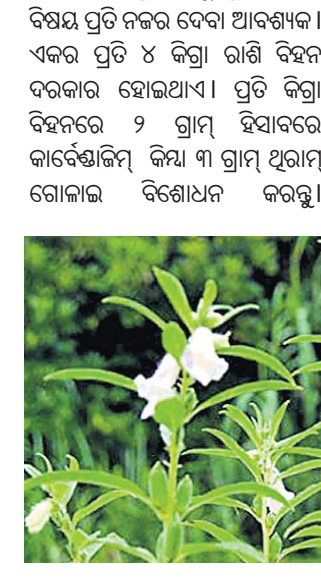 ବିଷୟ ପ୍ରତି ନଜର ଦେବା ଆବଶ୍ୟକ।
ଏକର ପ୍ରତି ୪ କିଗ୍ରା ରାଶି ବିହନ
ଦରକାର ହୋଇଥାଏ। ପ୍ରତି କିଗ୍ରା
ବିହନରେ ୨ ଗ୍ରାମ୍ ହିସାବରେ
କାର୍ବେଣ୍ଡାଜିମ୍ କିମ୍ବା ୩ ଗ୍ରାମ୍ ଥିରାମ୍
ଗୋଳାଇ ବିଶୋଧନ କରନ୍ତୁ।